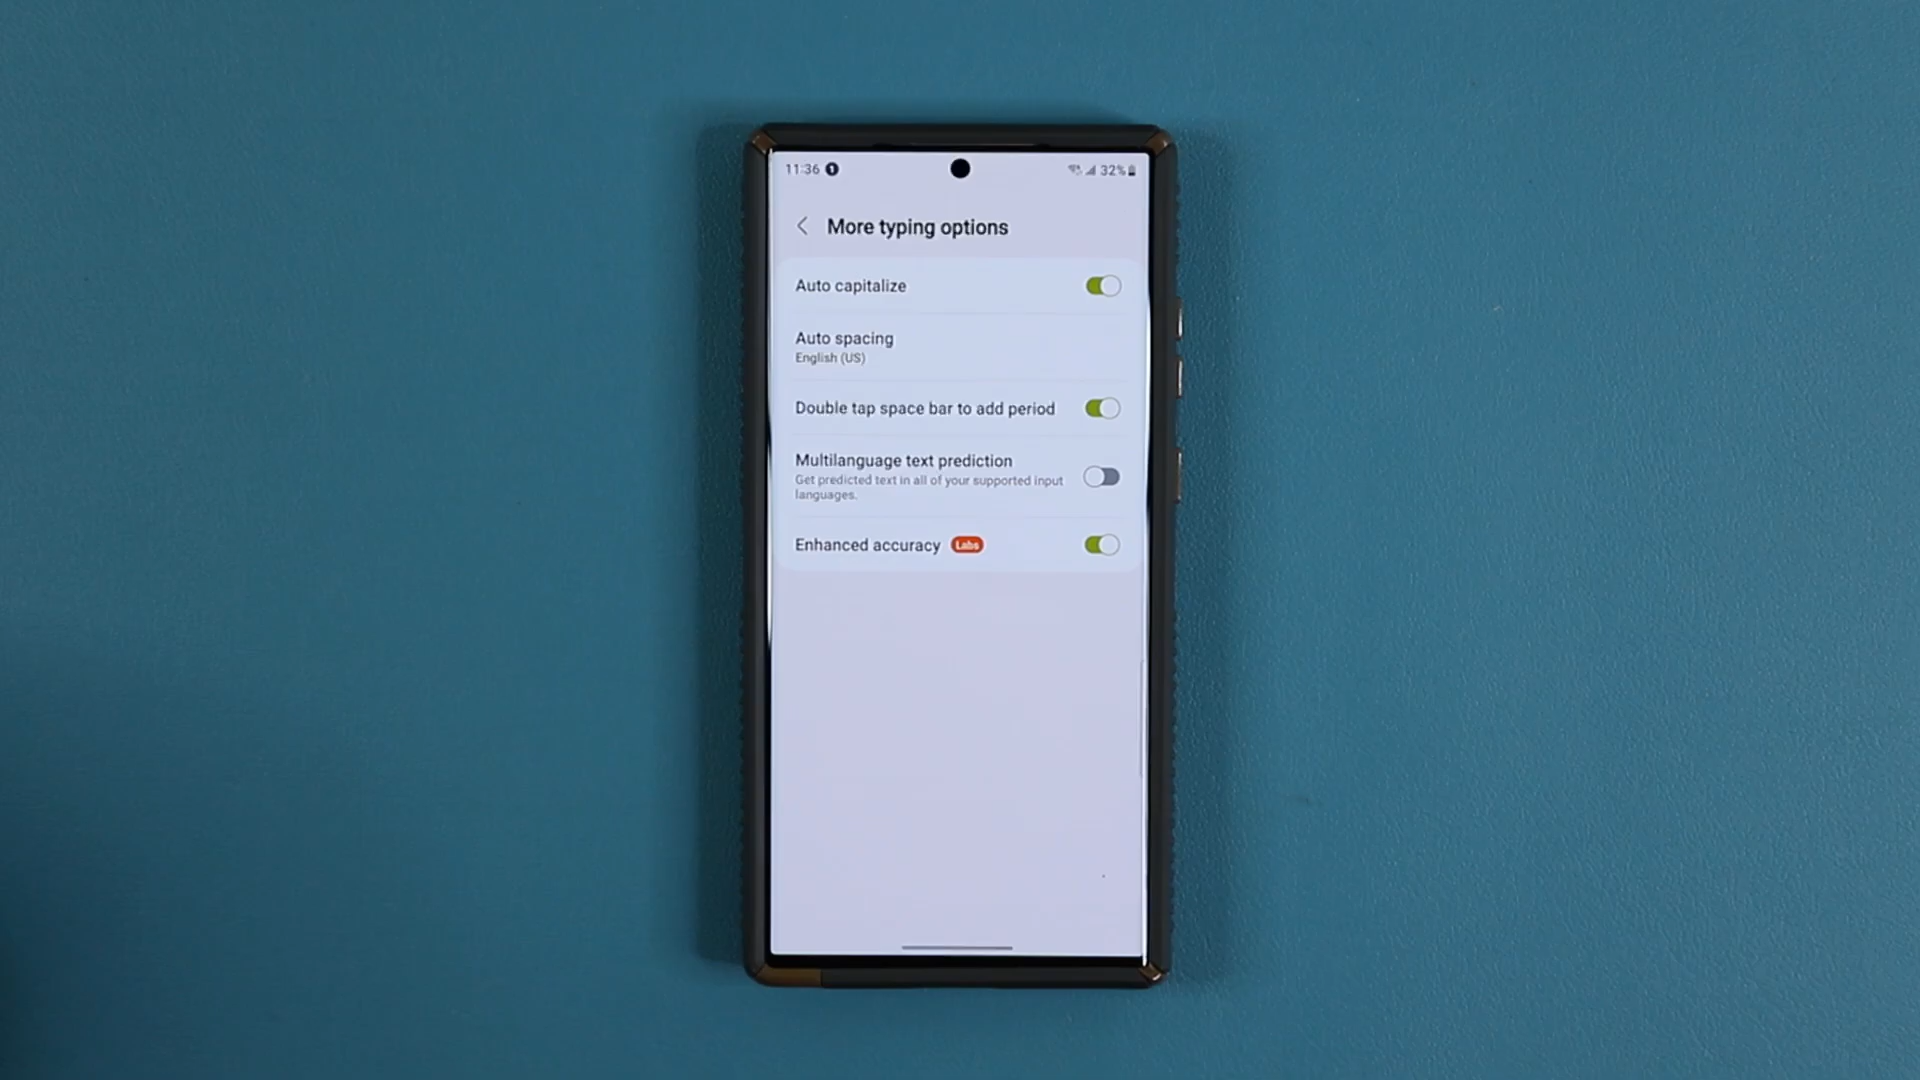 11:36 1 32%
More typing options
Auto capitalize
Auto spacing
English (US)
Double tap space bar to add period
Multilanguage text prediction
Get predicted text in all of your supported input
languages.
Enhanced accuracy Labs